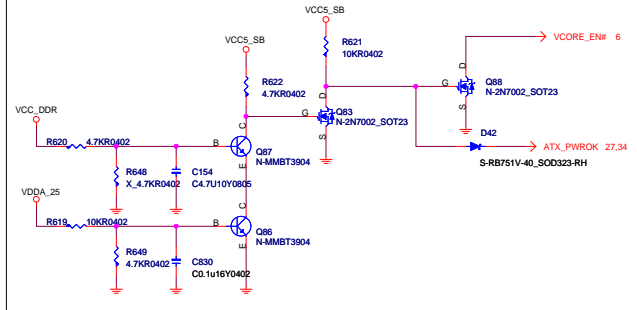 VCC5_SB
VCC5_SB
R621
10KR0402
VCORE_EN# 6
R622
4.7KR0402
D
G
S
Q88
N-2N7002_SOT23
VCC_DDR
D
G
S
Q83
N-2N7002_SOT23
D42
ATX_PWROK 27,34
S-RB751V-40_SOD323-RH
R620 4.7KR0402
B
C
E
Q87
N-MMBT3904
R648
X_4.7KR0402
C154
C4.7U10Y0805
VDDA_25
R619 10KR0402
B
C
E
Q86
N-MMBT3904
R649
4.7KR0402
C830
C0.1u16Y0402